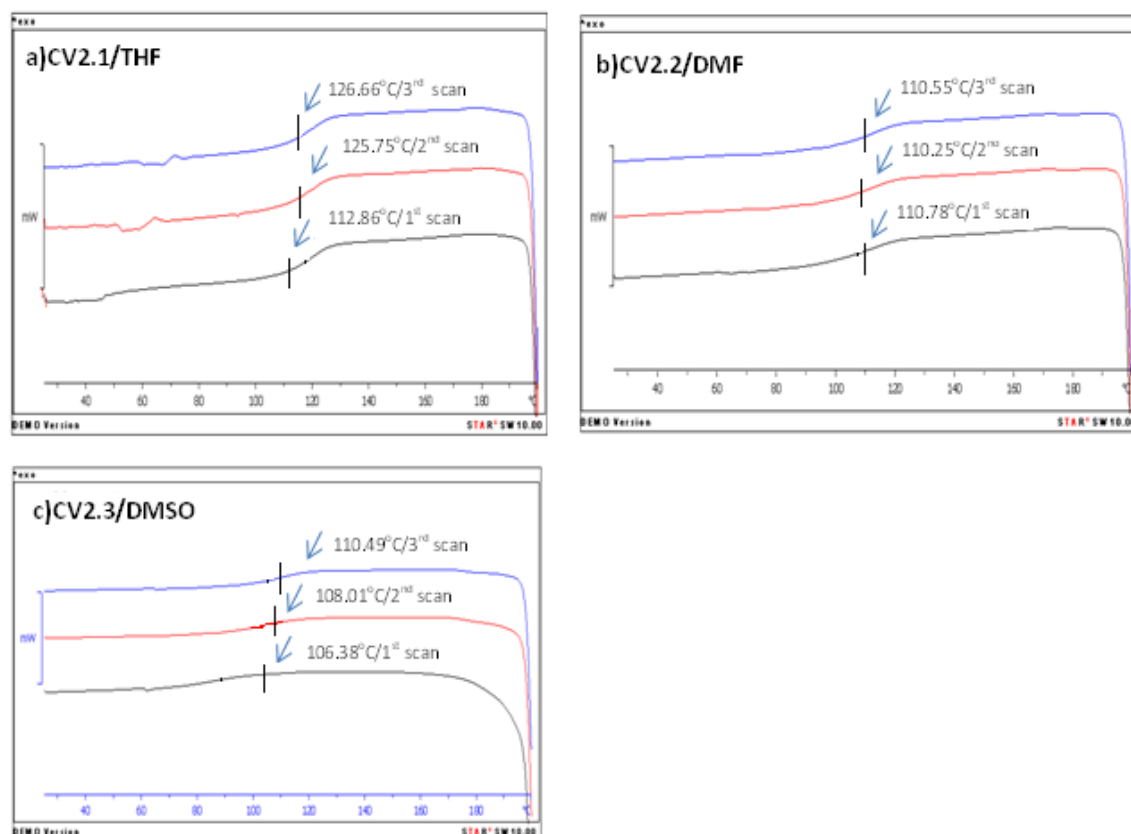 ^exo
a)CV2.1/THF
126.66°C/3rd scan
125.75°C/2nd scan
112.86°C/1st scan
mW
40 60 80 100 120 140 160 180 °C
DEMO Version
STAR° SW 10.00
^exo
b)CV2.2/DMF
110.55°C/3rd scan
110.25°C/2nd scan
110.78°C/1st scan
mW
40 60 80 100 120 140 160 180 °C
DEMO Version
STAR° SW 10.00
^exo
c)CV2.3/DMSO
110.49°C/3rd scan
108.01°C/2nd scan
106.38°C/1st scan
mW
40 60 80 100 120 140 160 180 °C
DEMO Version
STAR° SW 10.00